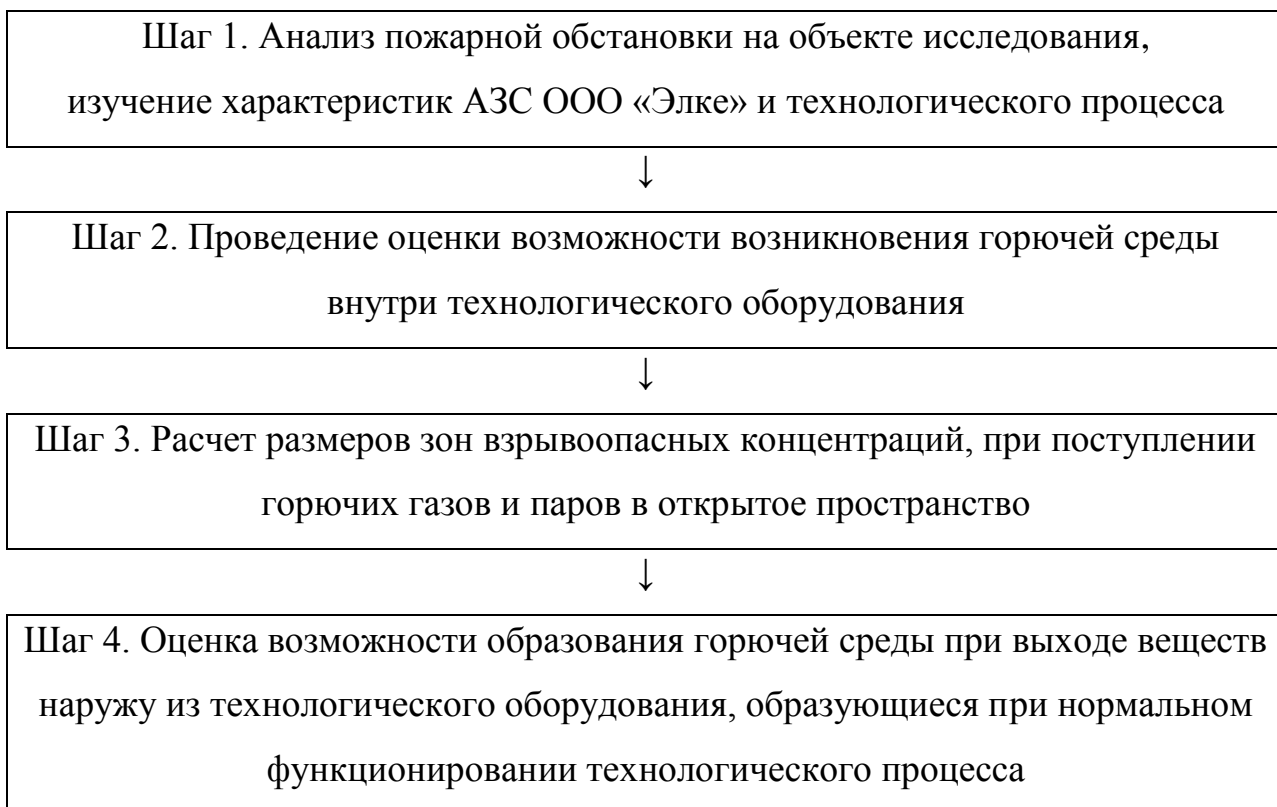 Шаг 1. Анализ пожарной обстановки на объекте исследования,
изучение характеристик АЗС ООО «Элке» и технологического процесса
↓
Шаг 2. Проведение оценки возможности возникновения горючей среды
внутри технологического оборудования
↓
Шаг 3. Расчет размеров зон взрывоопасных концентраций, при поступлении
горючих газов и паров в открытое пространство
↓
Шаг 4. Оценка возможности образования горючей среды при выходе веществ
наружу из технологического оборудования, образующиеся при нормальном
функционировании технологического процесса